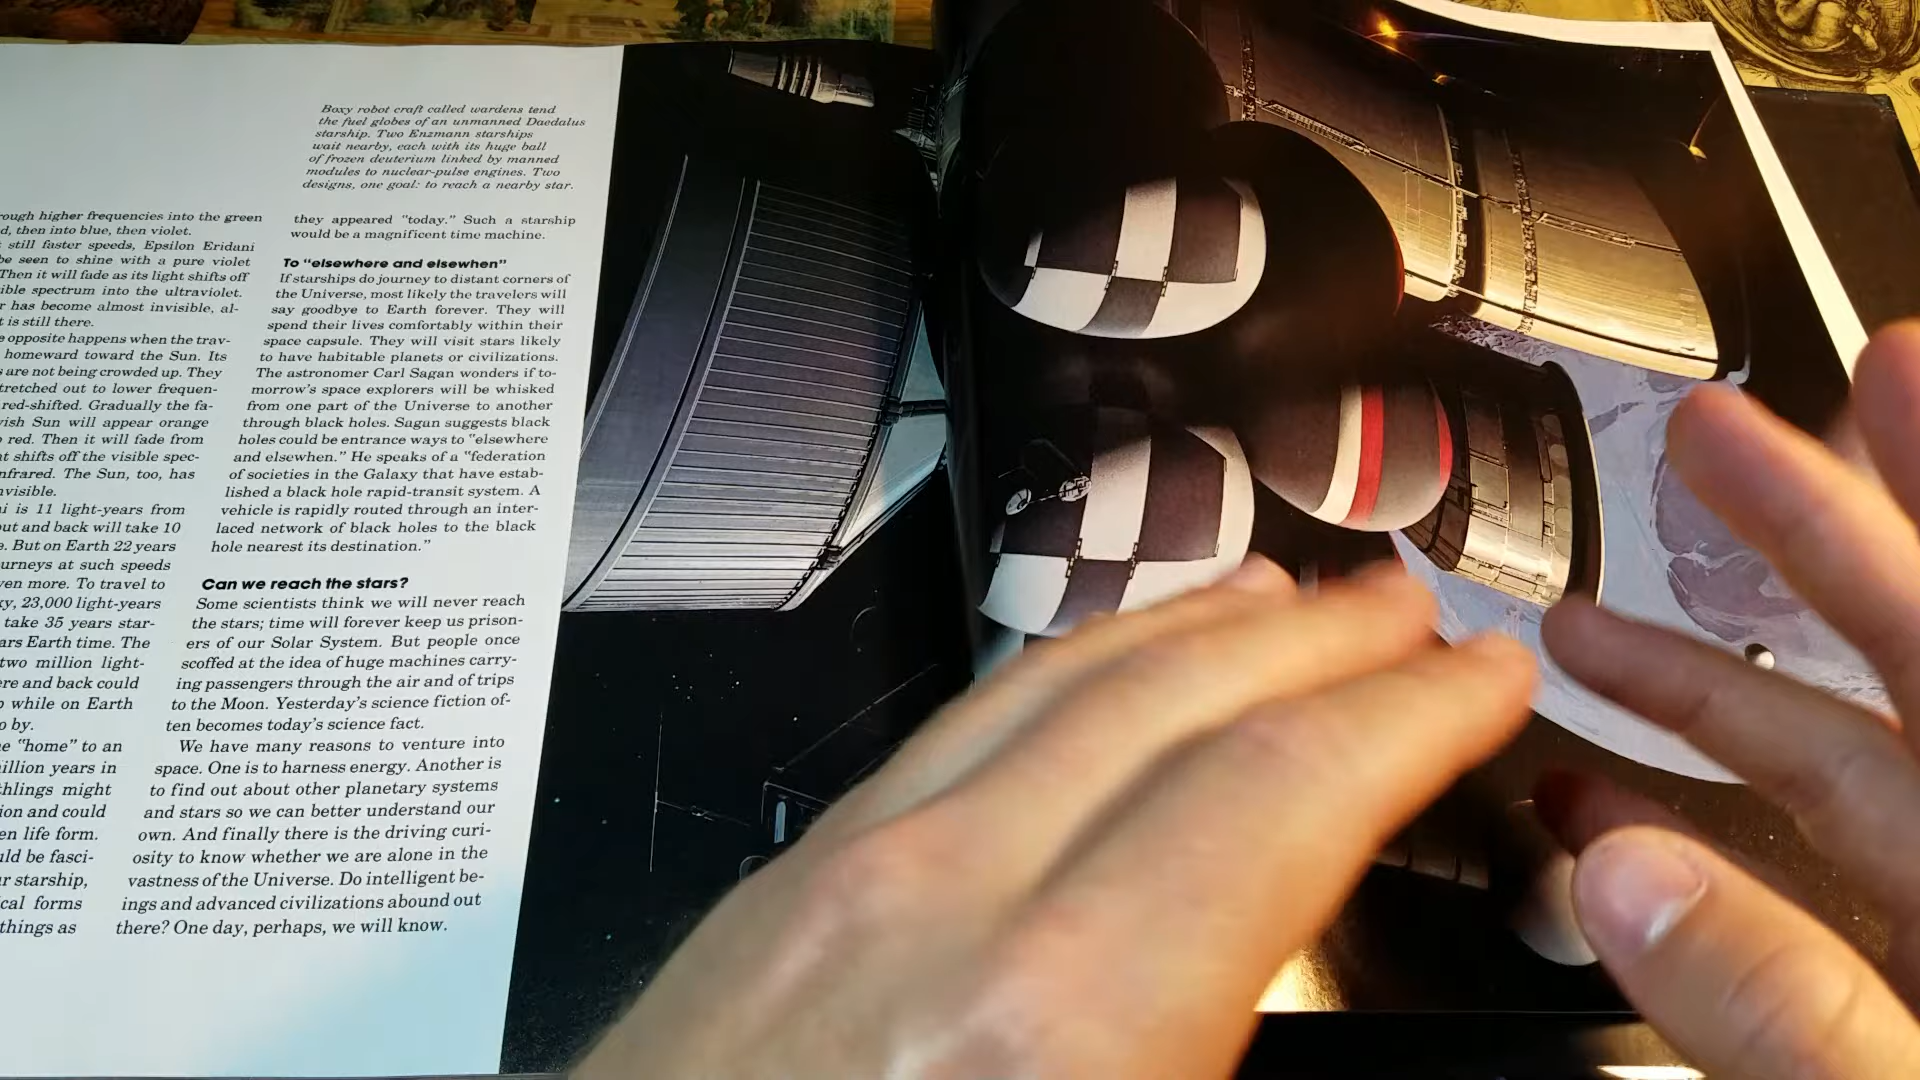 rough higher frequencies into the green
d, then into blue, then violet.
still faster speeds, Epsilon Eridani
be seen to shine with a pure violet
Then it will fade as its light shifts off
ible spectrum into the ultraviolet.
r has become almost invisible, al-
t is still there.
e opposite happens when the trav-
homeward toward the Sun. Its
s are not being crowded up. They
tretched out to lower frequen-
red-shifted. Gradually the fa-
wish Sun will appear orange
red. Then it will fade from
ht shifts off the visible spec-
nfrared. The Sun, too, has
nvisible.
ni is 11 light-years from
out and back will take 10
e. But on Earth 22 years
ourneys at such speeds
ven more. To travel to
xy, 23,000 light-years
take 35 years star-
ars Earth time. The
two million light-
ere and back could
while on Earth
o by.
e "home" to an
illion years in
thlings might
ion and could
en life form.
uld be fasci-
r starship,
ical forms
things as
Boxy robot craft called wardens tend
the fuel globes of an unmanned Daedalus
starship. Two Enzmann starships
wait nearby, each with its huge ball
of frozen deuterium linked by manned
modules to nuclear-pulse engines. Two
designs, one goal: to reach a nearby star.
they appeared "today." Such a starship
would be a magnificent time machine.
To "elsewhere and elsewhen"
If starships do journey to distant corners of
the Universe, most likely the travelers will
say goodbye to Earth forever. They will
spend their lives comfortably within their
space capsule. They will visit stars likely
to have habitable planets or civilizations.
The astronomer Carl Sagan wonders if to-
morrow's space explorers will be whisked
from one part of the Universe to another
through black holes. Sagan suggests black
holes could be entrance ways to "elsewhere
and elsewhen." He speaks of a "federation
of societies in the Galaxy that have estab-
lished a black hole rapid-transit system. A
vehicle is rapidly routed through an inter-
laced network of black holes to the black
hole nearest its destination."
Can we reach the stars?
Some scientists think we will never reach
the stars; time will forever keep us prison-
ers of our Solar System. But people once
scoffed at the idea of huge machines carry-
ing passengers through the air and of trips
to the Moon. Yesterday's science fiction of-
ten becomes today's science fact.
We have many reasons to venture into
space. One is to harness energy. Another is
to find out about other planetary systems
and stars so we can better understand our
own. And finally there is the driving curi-
osity to know whether we are alone in the
vastness of the Universe. Do intelligent be-
ings and advanced civilizations abound out
there? One day, perhaps, we will know.